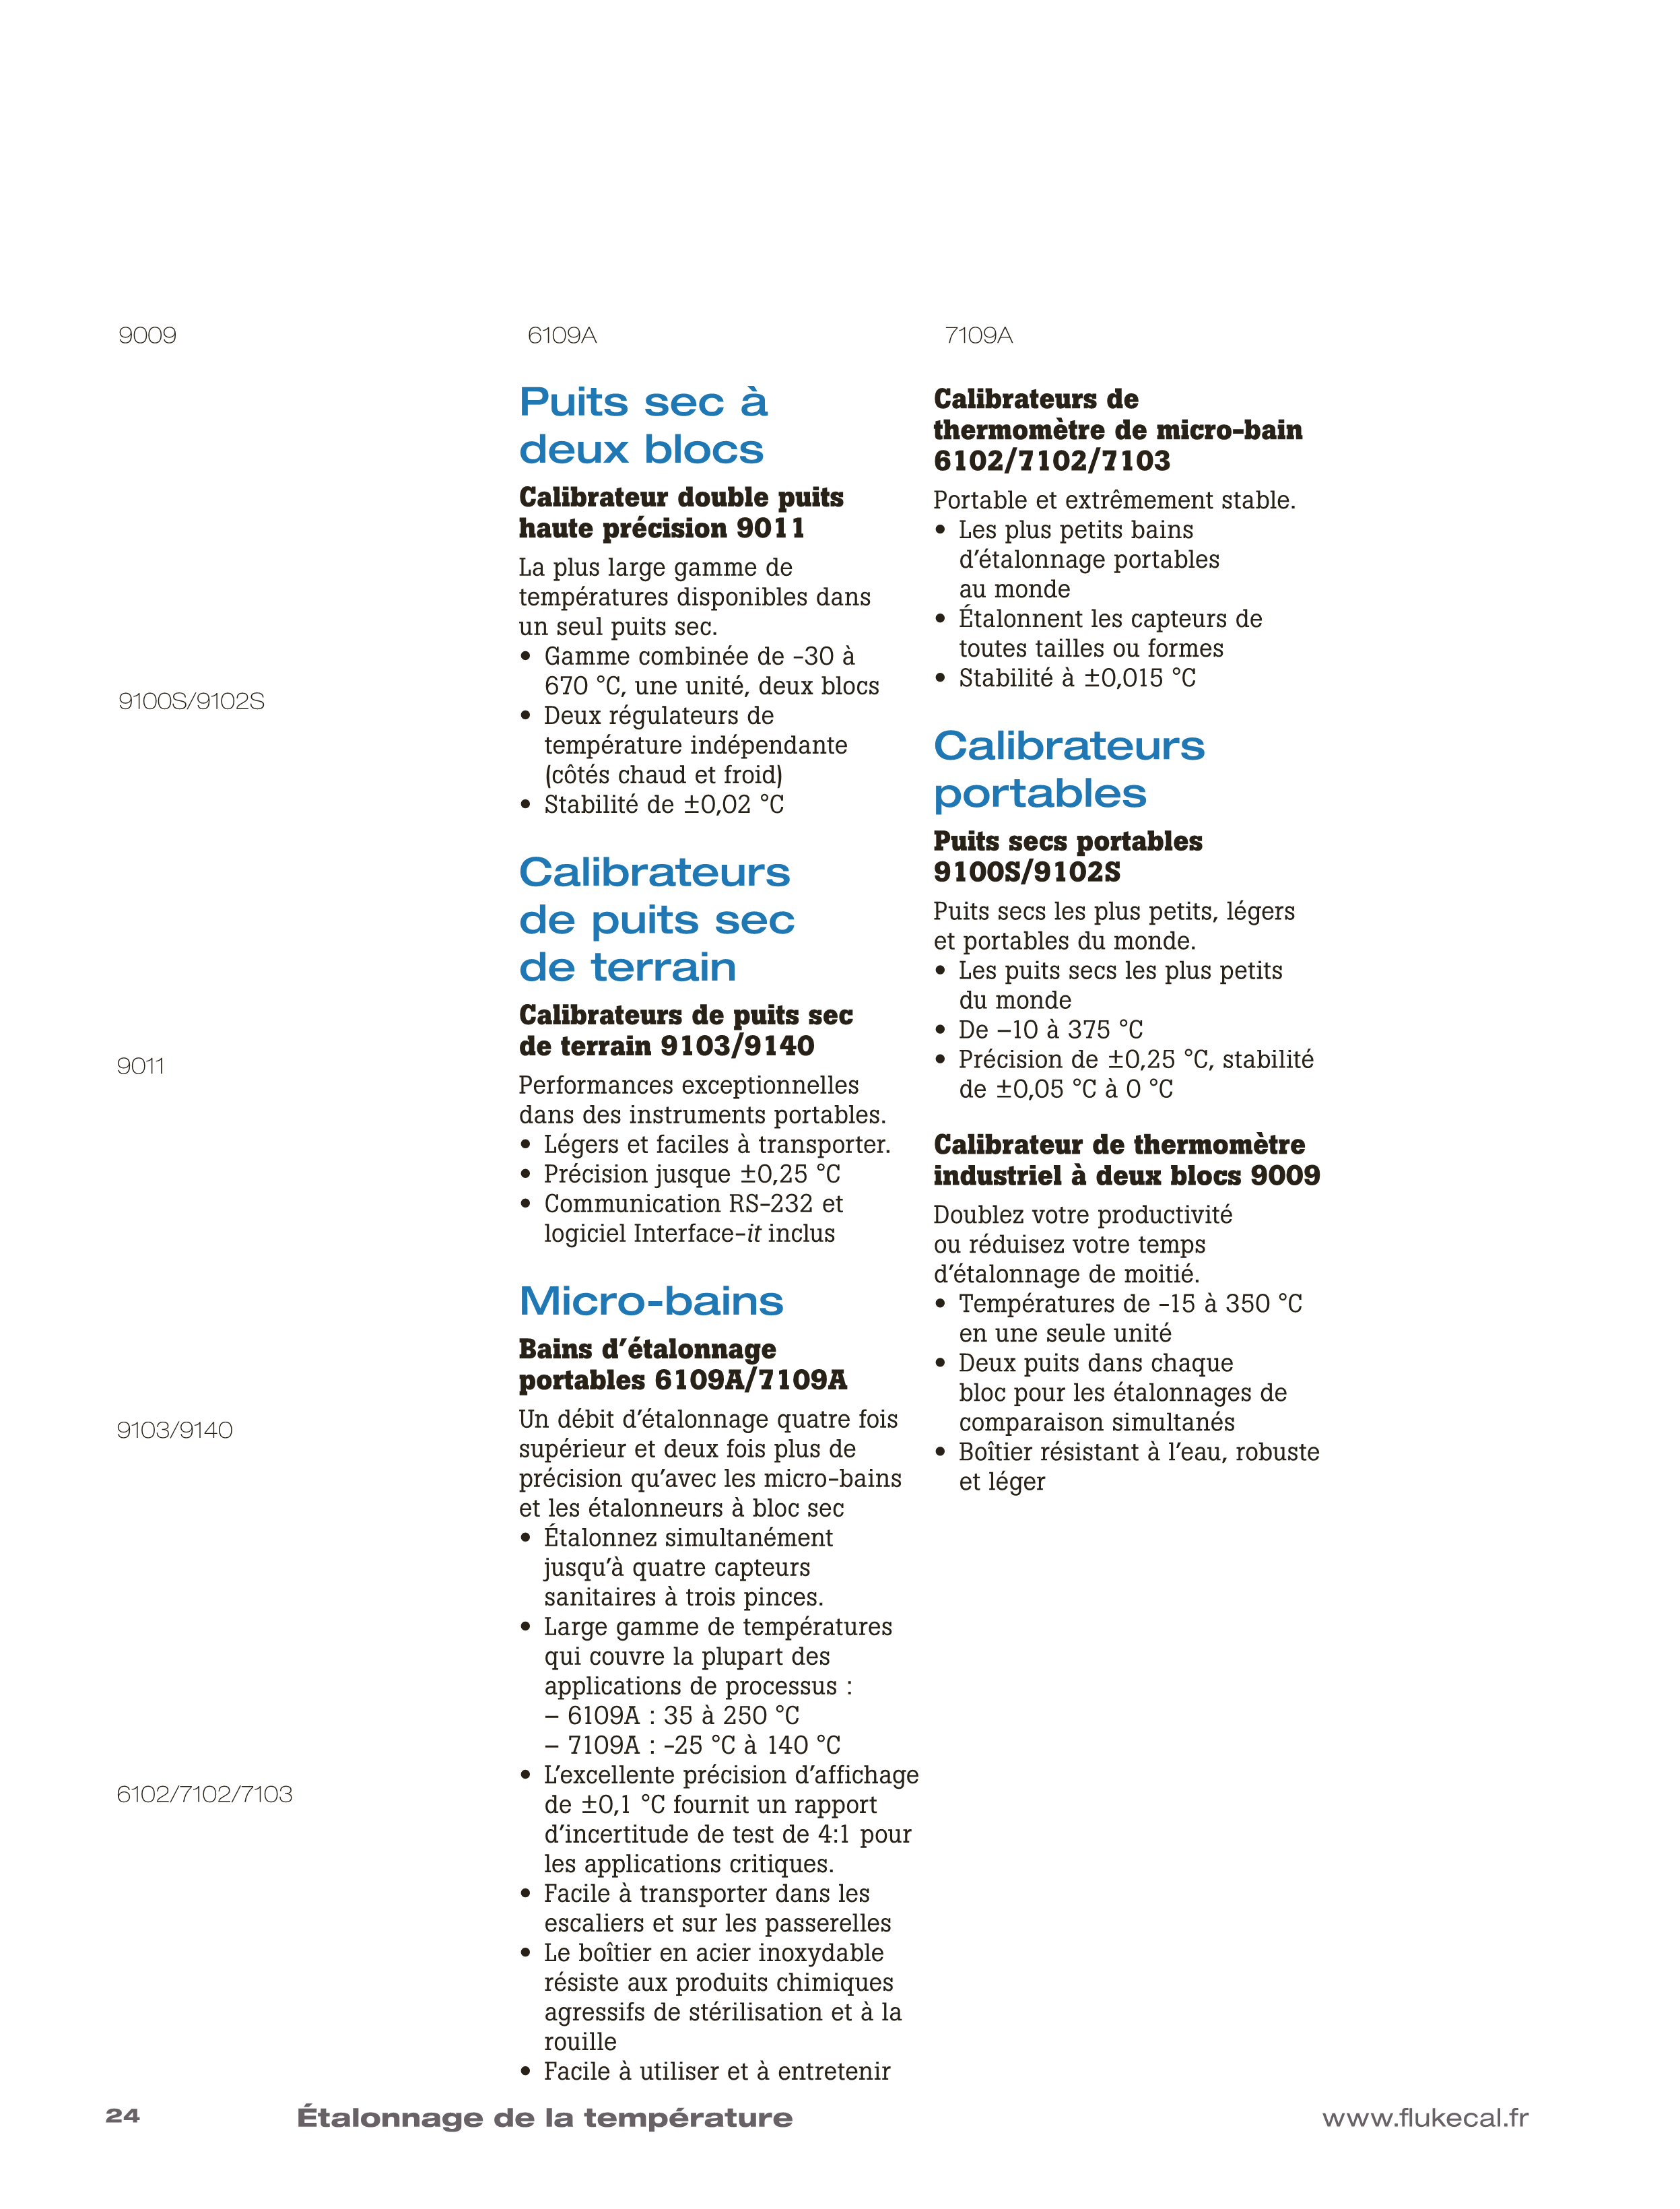 9009
6109A
7109A
9100S/9102S
9011
9103/9140
6102/7102/7103
Puits sec à
deux blocs
Calibrateur double puits
haute précision 9011
La plus large gamme de
températures disponibles dans
un seul puits sec.
• Gamme combinée de -30 à
670 °C, une unité, deux blocs
• Deux régulateurs de
température indépendante
(côtés chaud et froid)
• Stabilité de ±0,02 °C
Calibrateurs
de puits sec
de terrain
Calibrateurs de puits sec
de terrain 9103/9140
Performances exceptionnelles
dans des instruments portables.
• Légers et faciles à transporter.
• Précision jusque ±0,25 °C
• Communication RS-232 et
logiciel Interface-it inclus
Micro-bains
Bains d’étalonnage
portables 6109A/7109A
Un débit d’étalonnage quatre fois
supérieur et deux fois plus de
précision qu’avec les micro-bains
et les étalonneurs à bloc sec
• Étalonnez simultanément
jusqu’à quatre capteurs
sanitaires à trois pinces.
• Large gamme de températures
qui couvre la plupart des
applications de processus :
– 6109A : 35 à 250 °C
– 7109A : -25 °C à 140 °C
• L’excellente précision d’affichage
de ±0,1 °C fournit un rapport
d’incertitude de test de 4:1 pour
les applications critiques.
• Facile à transporter dans les
escaliers et sur les passerelles
• Le boîtier en acier inoxydable
résiste aux produits chimiques
agressifs de stérilisation et à la
rouille
• Facile à utiliser et à entretenir
Calibrateurs de
thermomètre de micro-bain
6102/7102/7103
Portable et extrêmement stable.
• Les plus petits bains
d’étalonnage portables
au monde
• Étalonnent les capteurs de
toutes tailles ou formes
• Stabilité à ±0,015 °C
Calibrateurs
portables
Puits secs portables
9100S/9102S
Puits secs les plus petits, légers
et portables du monde.
• Les puits secs les plus petits
du monde
• De –10 à 375 °C
• Précision de ±0,25 °C, stabilité
de ±0,05 °C à 0 °C
Calibrateur de thermomètre
industriel à deux blocs 9009
Doublez votre productivité
ou réduisez votre temps
d’étalonnage de moitié.
• Températures de -15 à 350 °C
en une seule unité
• Deux puits dans chaque
bloc pour les étalonnages de
comparaison simultanés
• Boîtier résistant à l’eau, robuste
et léger
24
Étalonnage de la température
www.flukecal.fr